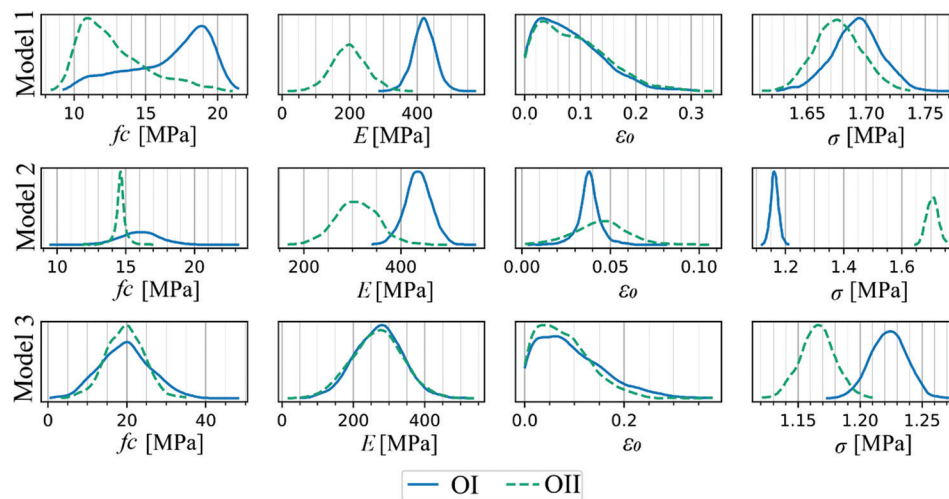 Model 1
10 15 20
fc [MPa]
0 200 400
E [MPa]
0.0 0.1 0.2 0.3
ε₀
1.65 1.70 1.75
σ [MPa]
Model 2
10 15 20
fc [MPa]
200 400
E [MPa]
0.00 0.05 0.10
ε₀
1.2 1.4 1.6
σ [MPa]
Model 3
0 20 40
fc [MPa]
0 200 400
E [MPa]
0.0 0.2
ε₀
1.15 1.20 1.25
σ [MPa]
OI OII